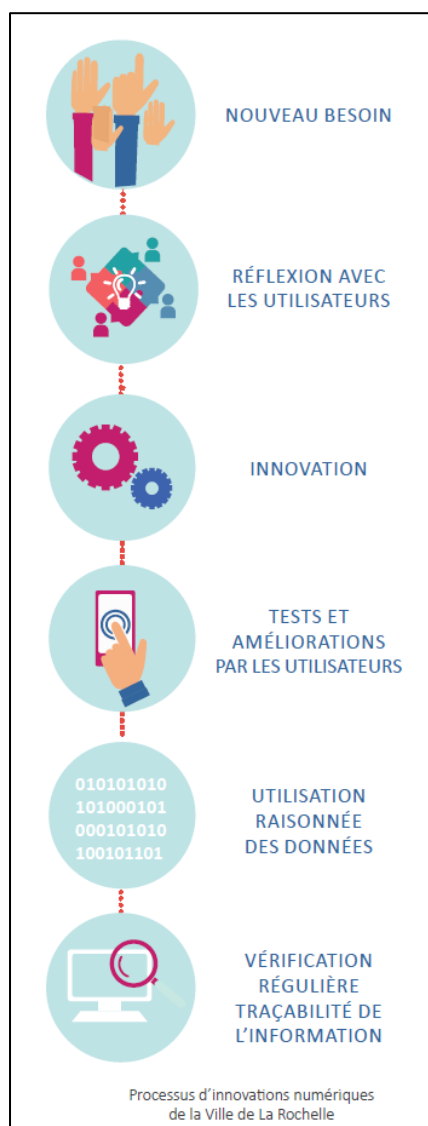 NOUVEAU BESOIN
RÉFLEXION AVEC
LES UTILISATEURS
INNOVATION
TESTS ET
AMÉLIORATIONS
PAR LES UTILISATEURS
010101010
101000101
000101010
100101101
UTILISATION
RAISONNÉE
DES DONNÉES
VÉRIFICATION
RÉGULIÈRE
TRAÇABILITÉ DE
L'INFORMATION
Processus d'innovations numériques
de la Ville de La Rochelle